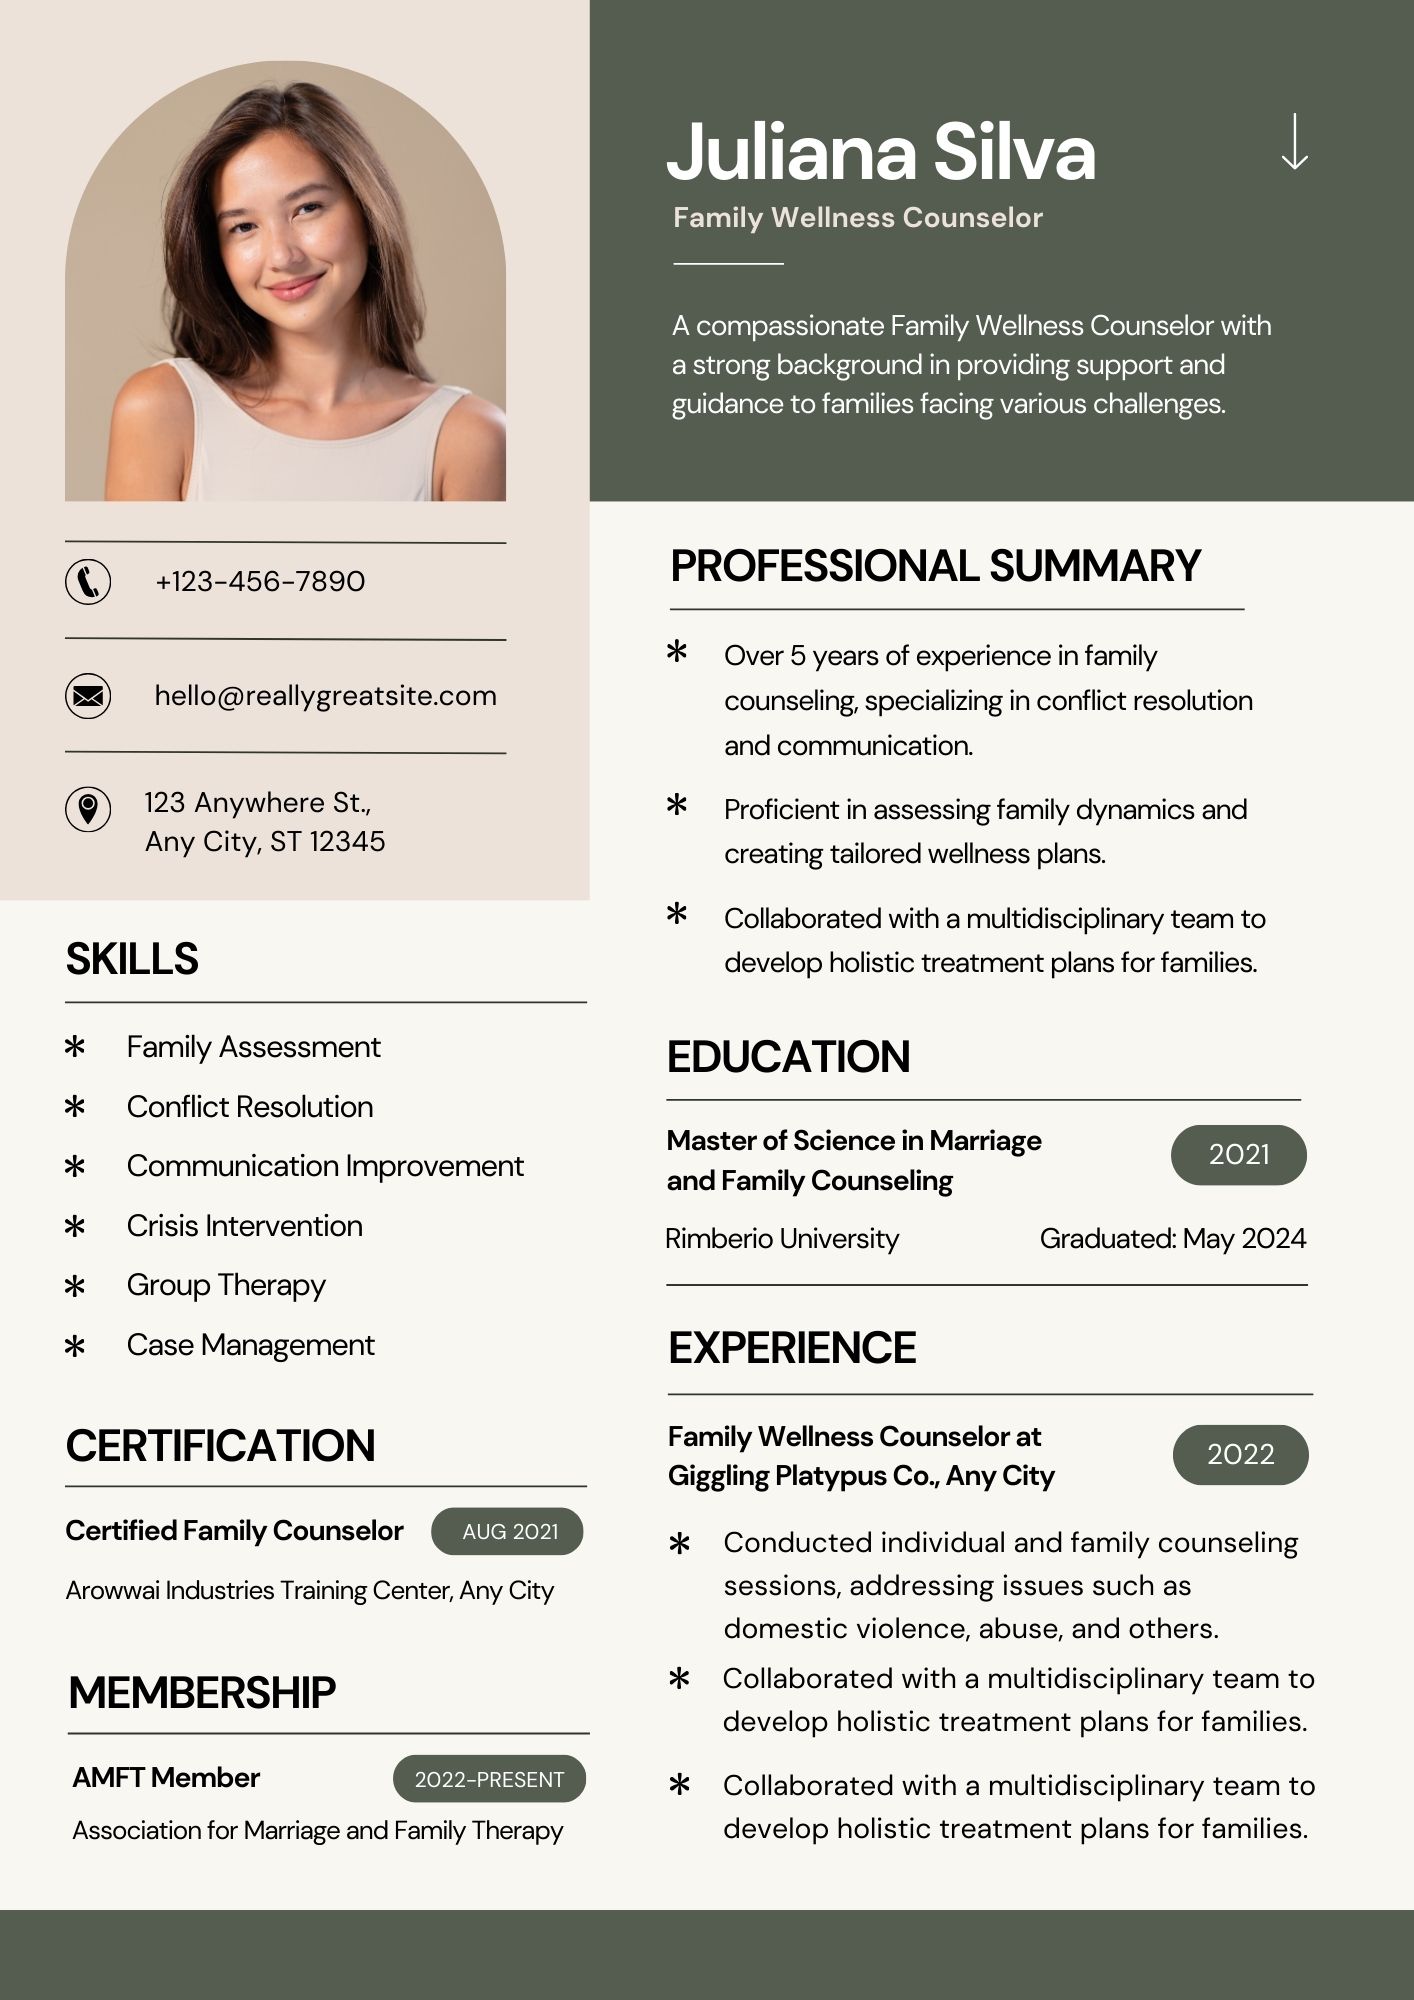 Juliana Silva
Family Wellness Counselor
A compassionate Family Wellness Counselor with
a strong background in providing support and
guidance to families facing various challenges.
+123-456-7890
hello@reallygreatsite.com
123 Anywhere St.,
Any City, ST 12345
SKILLS
* Family Assessment
* Conflict Resolution
* Communication Improvement
* Crisis Intervention
* Group Therapy
* Case Management
CERTIFICATION
Certified Family Counselor AUG 2021
Arowwai Industries Training Center, Any City
MEMBERSHIP
AMFT Member 2022-PRESENT
Association for Marriage and Family Therapy
PROFESSIONAL SUMMARY
* Over 5 years of experience in family
counseling, specializing in conflict resolution
and communication.
* Proficient in assessing family dynamics and
creating tailored wellness plans.
* Collaborated with a multidisciplinary team to
develop holistic treatment plans for families.
EDUCATION
Master of Science in Marriage 2021
and Family Counseling
Rimberio University Graduated: May 2024
EXPERIENCE
Family Wellness Counselor at 2022
Giggling Platypus Co., Any City
* Conducted individual and family counseling
sessions, addressing issues such as
domestic violence, abuse, and others.
* Collaborated with a multidisciplinary team to
develop holistic treatment plans for families.
* Collaborated with a multidisciplinary team to
develop holistic treatment plans for families.